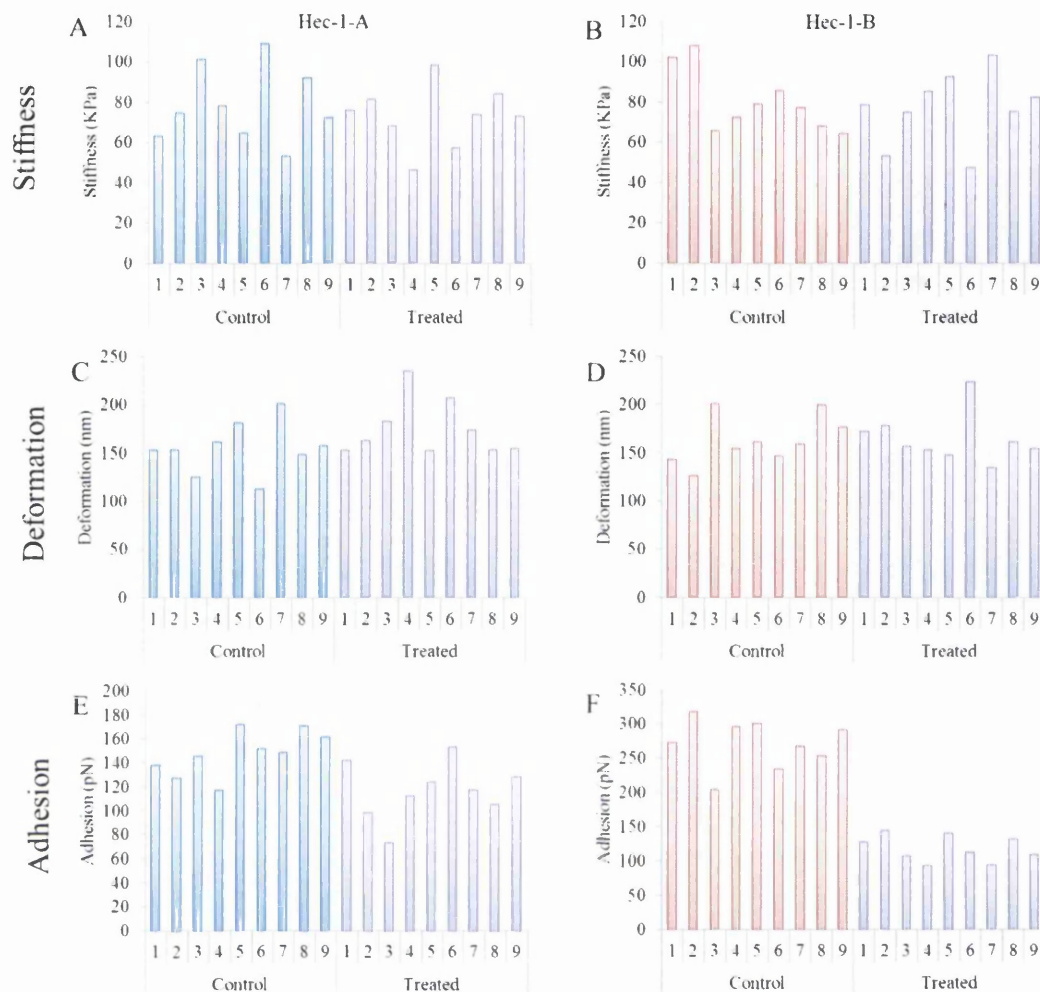 Hec-1-A
Hec-1-B
Stiffness
A
Stiffness (KPa)
120
100
80
60
40
20
0
1 2 3 4 5 6 7 8 9 1 2 3 4 5 6 7 8 9
Control Treated
B
Stiffness (KPa)
120
100
80
60
40
20
0
1 2 3 4 5 6 7 8 9 1 2 3 4 5 6 7 8 9
Control Treated
Deformation
C
Deformation (nm)
250
200
150
100
50
0
1 2 3 4 5 6 7 8 9 1 2 3 4 5 6 7 8 9
Control Treated
D
Deformation (nm)
250
200
150
100
50
0
1 2 3 4 5 6 7 8 9 1 2 3 4 5 6 7 8 9
Control Treated
Adhesion
E
Adhesion (pN)
200
180
160
140
120
100
80
60
40
20
0
1 2 3 4 5 6 7 8 9 1 2 3 4 5 6 7 8 9
Control Treated
F
Adhesion (pN)
350
300
250
200
150
100
50
0
1 2 3 4 5 6 7 8 9 1 2 3 4 5 6 7 8 9
Control Treated